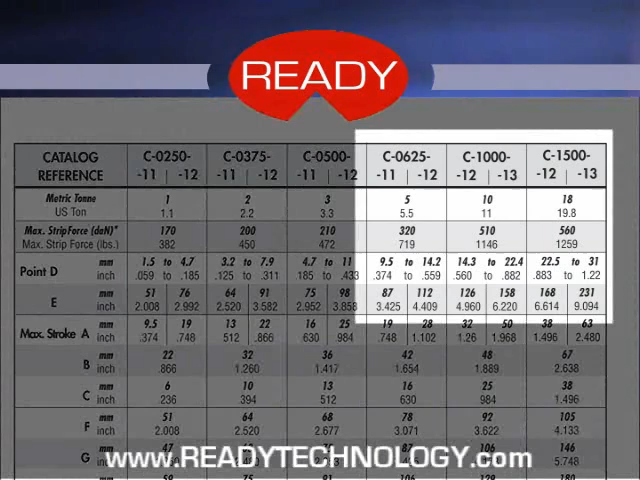 READY
CATALOG REFERENCE C-0250- -11 -12 C-0375- -11 -12 C-0500- -11 -12 C-0625- -11 -12 C-1000- -12 -13 C-1500- -12 -13
Metric Tonne 1 2 3 5 10 18
US Ton 1.1 2.2 3.3 5.5 11 19.8
Max. Strip Force (daN)* 170 200 210 320 510 560
Max. Strip Force (lbs.) 382 450 472 719 1146 1259
Point D mm 1.5 to 4.7 3.2 to 7.9 4.7 to 11 9.5 to 14.2 14.3 to 22.4 22.5 to 31
inch .059 to .185 .125 to .311 .185 to .433 .374 to .559 .560 to .882 .883 to 1.22
E mm 51 76 64 91 75 98 87 112 126 158 168 231
inch 2.008 2.992 2.520 3.582 2.952 3.858 3.425 4.409 4.960 6.220 6.614 9.094
Max. Stroke A mm 9.5 19 13 22 16 25 19 28 32 50 38 63
inch .374 .748 .512 .866 630 .984 .748 1.102 1.26 1.968 1.496 2.480
B mm 22 32 36 42 48 67
inch .866 1.260 1.417 1.654 1.889 2.638
C mm 6 10 13 16 25 38
inch .236 .394 .512 630 .984 1.496
F mm 51 64 68 78 92 105
inch 2.008 2.520 2.677 3.071 3.622 4.133
G mm 47 146
inch 5.748
www.READYTECHNOLOGY.com
mm 59 75 91 112 129 180